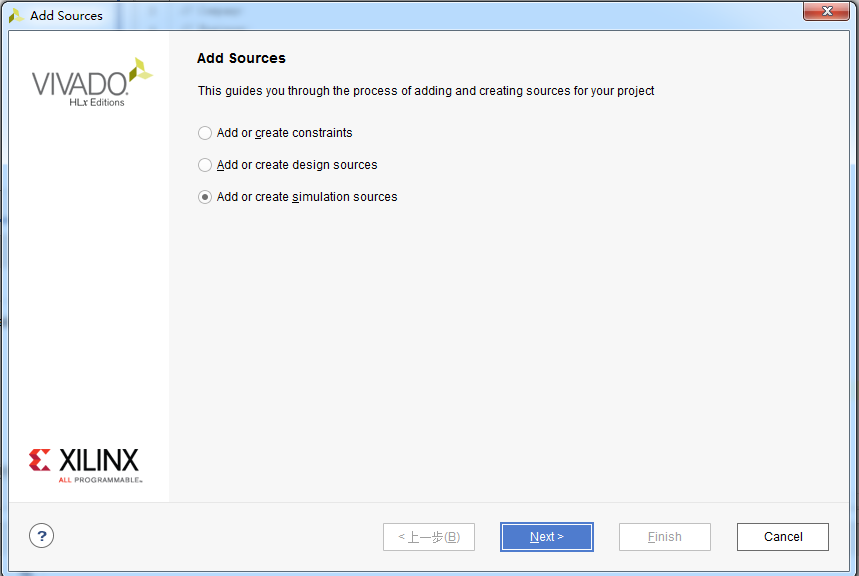 Add Sources
VIVADO.
HLx Editions
Add Sources
This guides you through the process of adding and creating sources for your project
Add or create constraints
Add or create design sources
Add or create simulation sources
XILINX
ALL PROGRAMMABLE.
?
< 上一步(B)
Next >
Finish
Cancel